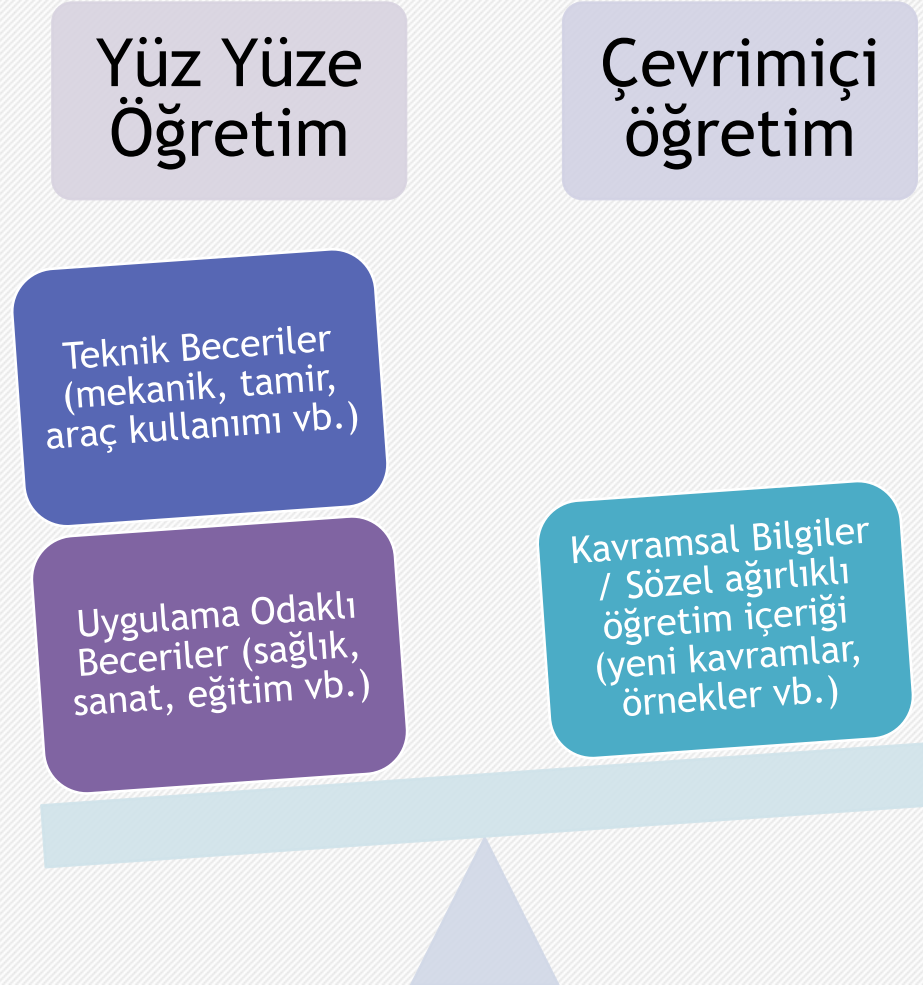 Yüz Yüze
Öğretim
Çevrimiçi
öğretim
Teknik Beceriler
(mekanik, tamir,
araç kullanımı vb.)
Uygulama Odaklı
Beceriler (sağlık,
sanat, eğitim vb.)
Kavramsal Bilgiler
/ Sözel ağırlıklı
öğretim içeriği
(yeni kavramlar,
örnekler vb.)